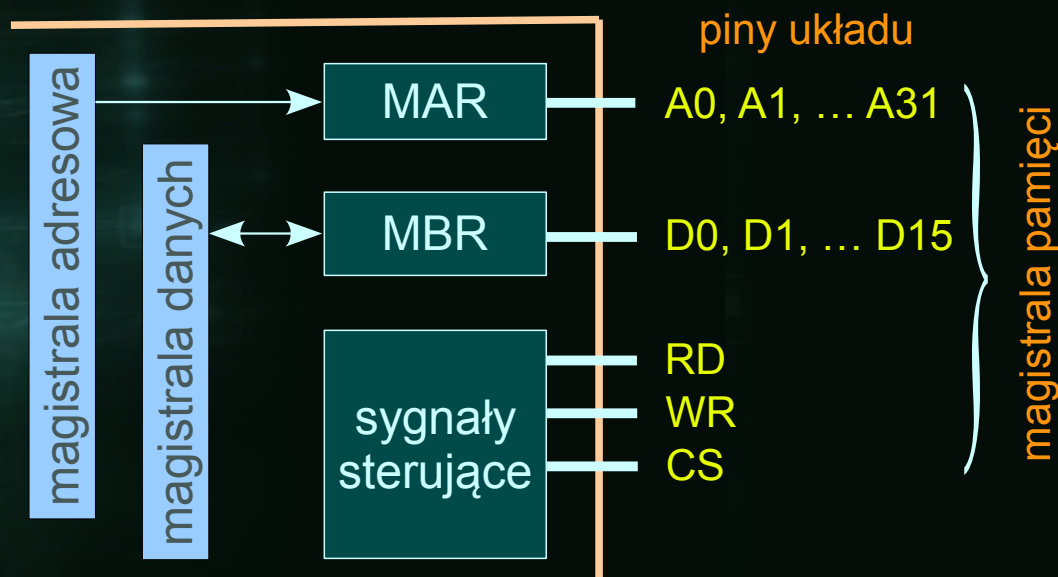 piny układu
magistrala adresowa
magistrala danych
MAR
A0, A1, … A31
MBR
D0, D1, … D15
sygnały
sterujące
RD
WR
CS
magistrala pamięci